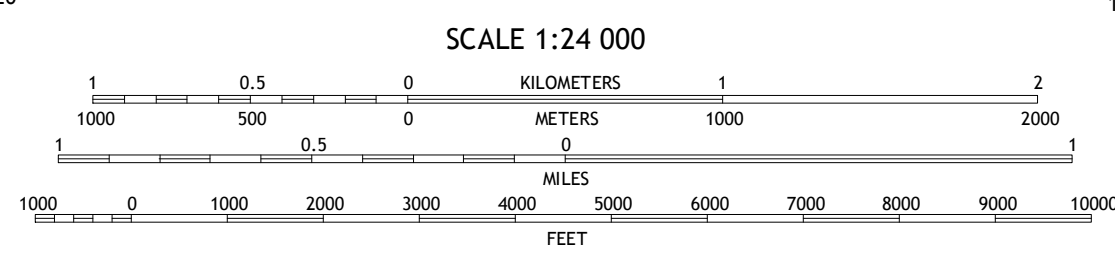 SCALE 1:24 000
1 0.5 0 KILOMETERS 1 2
1000 500 0 METERS 1000 2000
1 0.5 0 1
MILES
1000 0 1000 2000 3000 4000 5000 6000 7000 8000 9000 10000
FEET